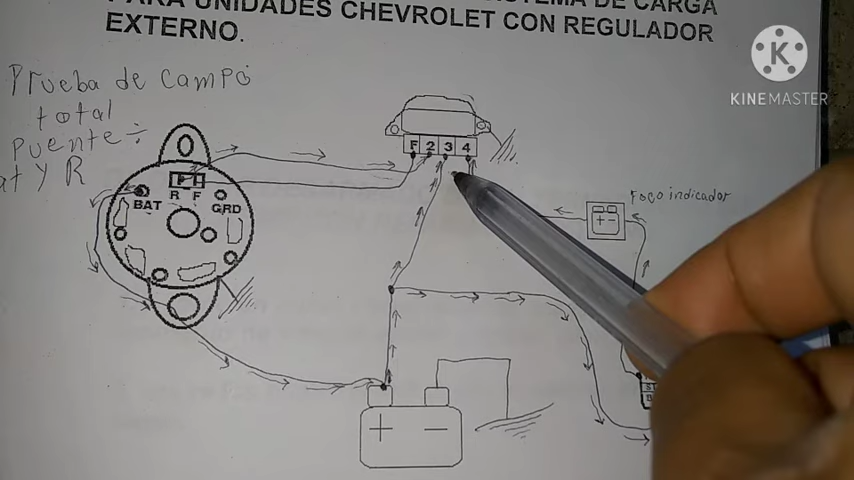 PARA UNIDADES CHEVROLET CON REGULADOR
EXTERNO.
Prueba de campo
total
puente ÷
at y R
K
KINEMASTER
F 2 3 4
R F
BAT
GRD
Foco indicador
+ -
+ -